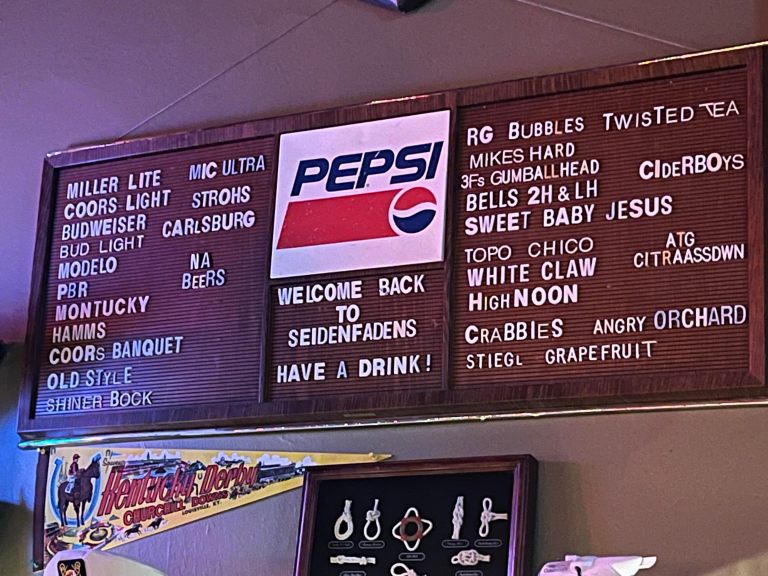 MILLER LITE MIC ULTRA
COORS LIGHT STROHS
BUDWEISER CARLSBURG
BUD LIGHT
MODELO NA
PBR BEERS
MONTUCKY
HAMMS
COORS BANQUET
OLD STYLE
SHINER BOCK
PEPSI
WELCOME BACK
TO
SEIDENFADENS
HAVE A DRINK!
RG BUBBLES TWISTED TEA
MIKES HARD
3FS GUMBALLHEAD CIDERBOYS
BELLS 2H & LH
SWEET BABY JESUS
TOPO CHICO ATG
WHITE CLAW CITRAASSDWN
HIGH NOON
CRABBIES ANGRY ORCHARD
STIEGL GRAPEFRUIT
Kentucky Derby
CHURCHILL DOWNS
LOUISVILLE, KY.